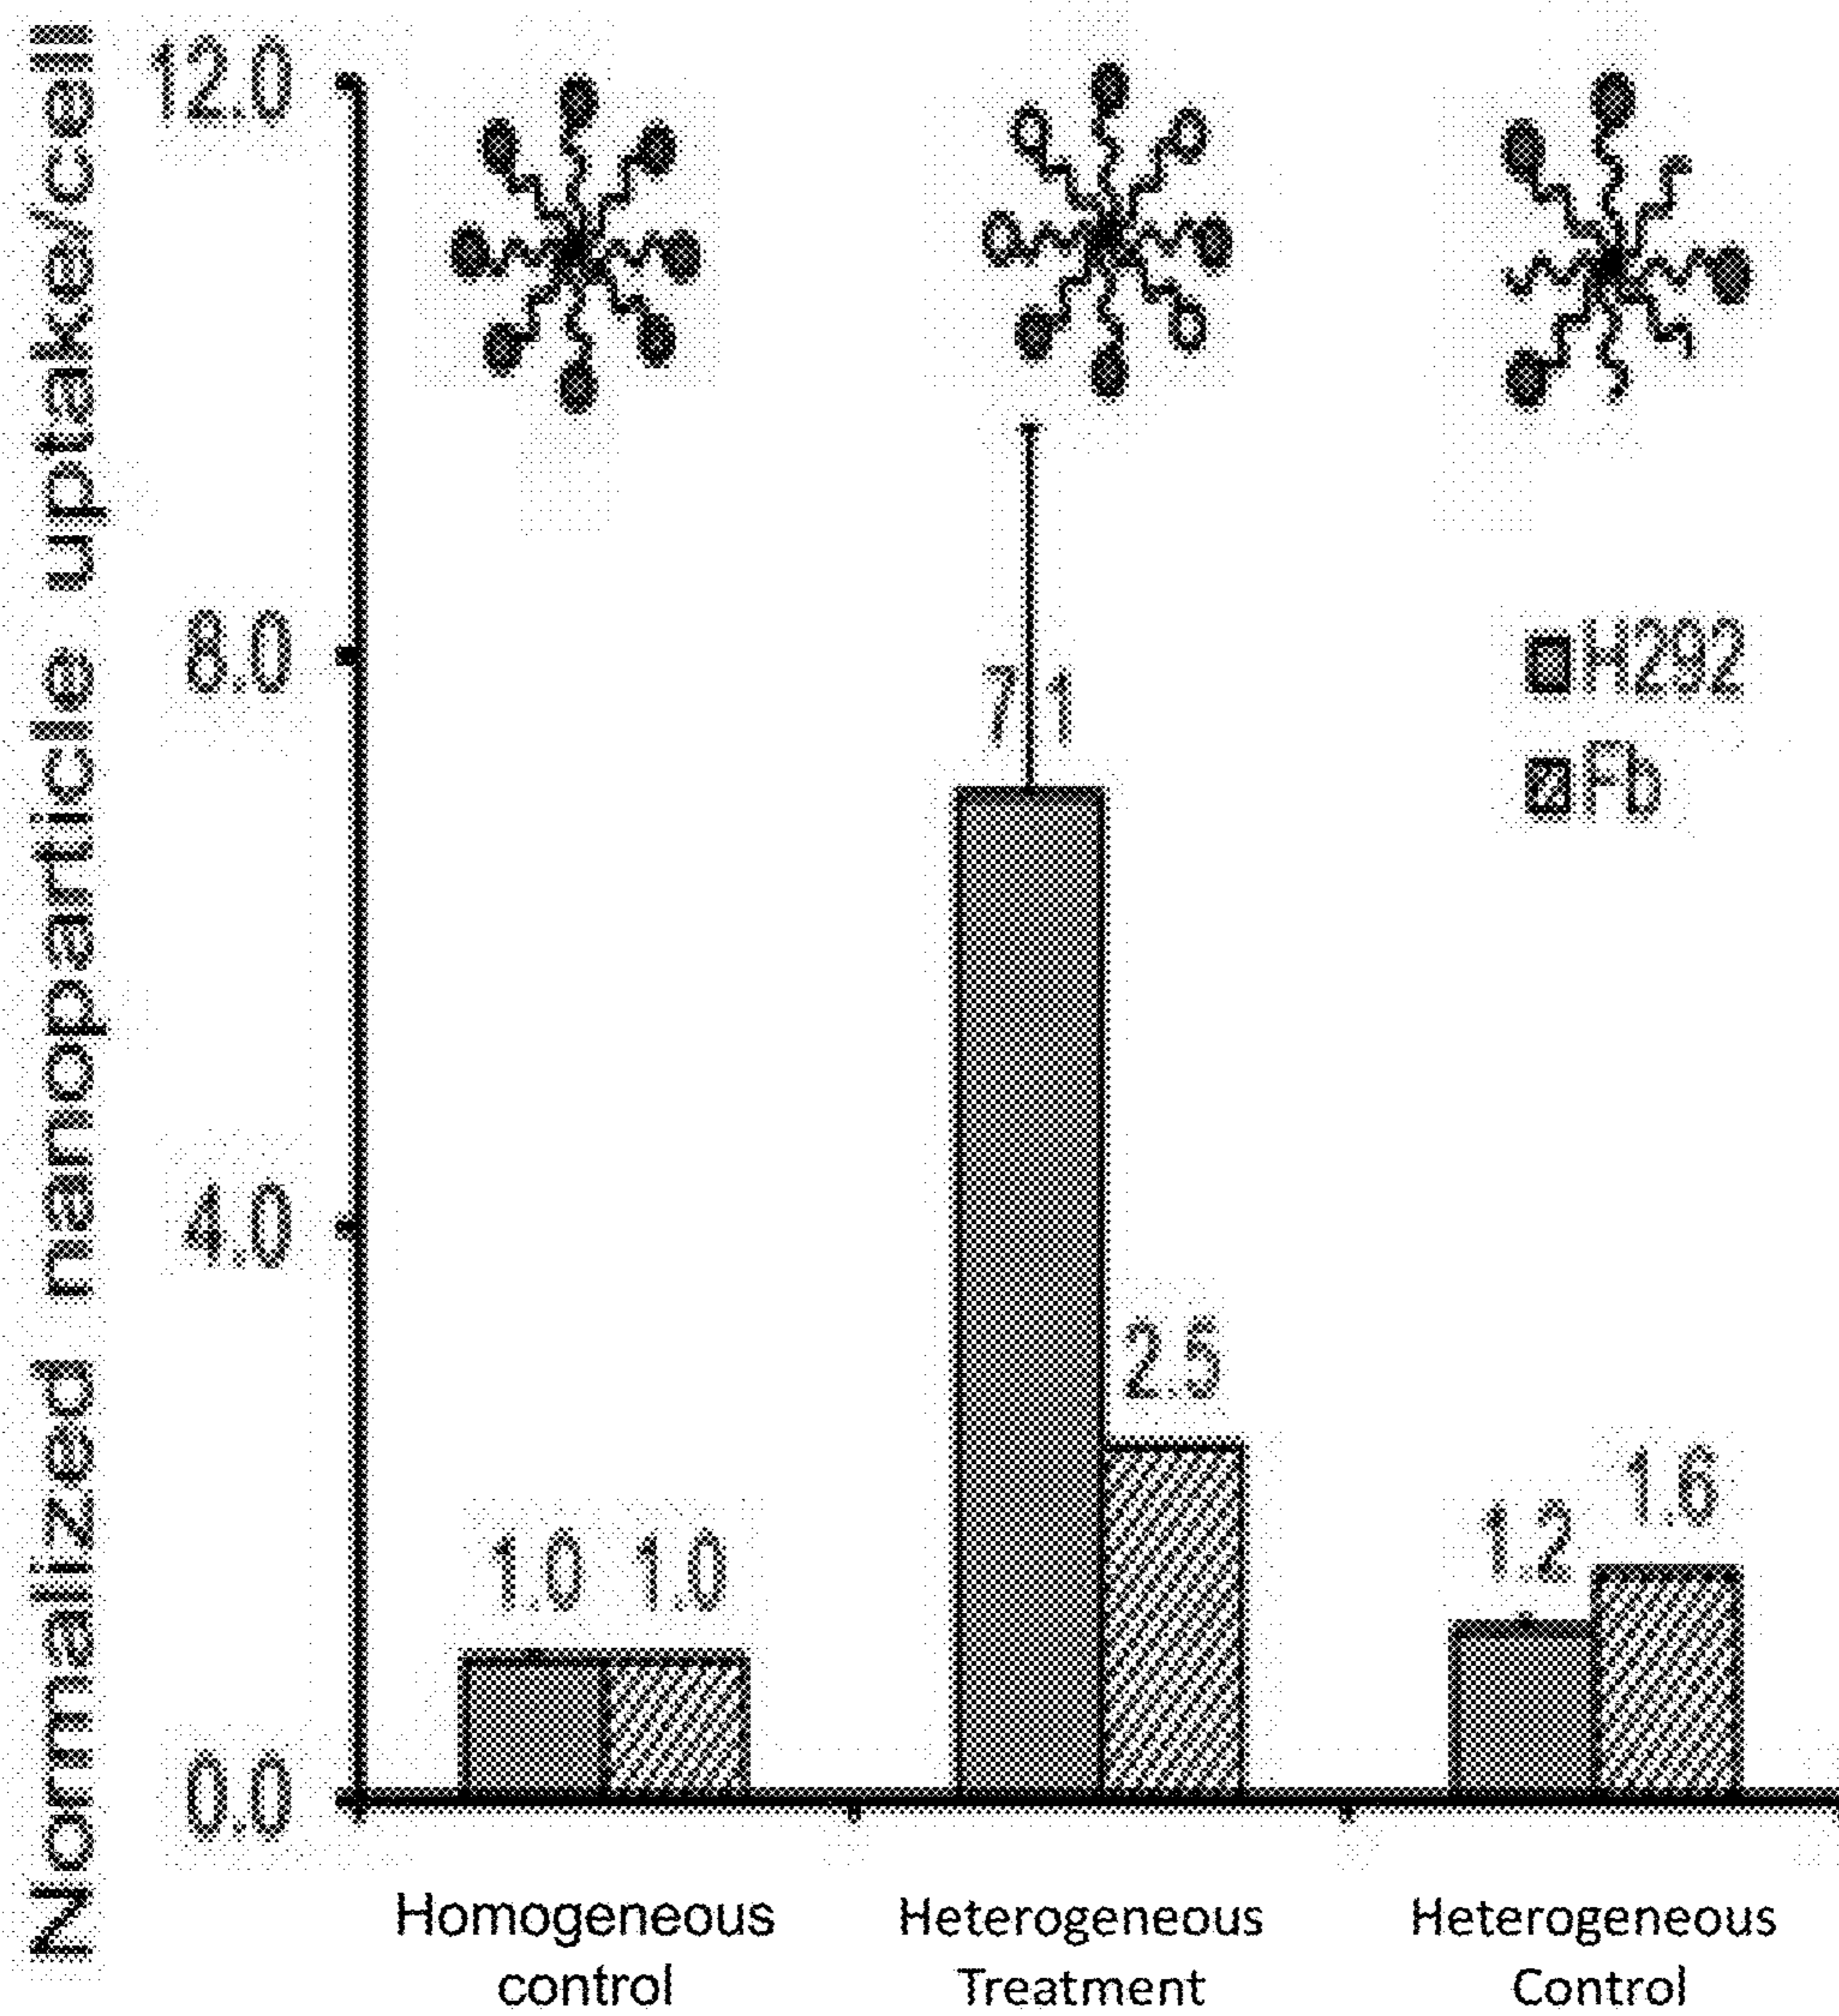 Normalized nanoparticle uptake/cell
12.0
8.0
4.0
0.0
7.1
2.5
1.0 1.0
1.2
1.6
H292
Fb
Homogeneous
control
Heterogeneous
Treatment
Heterogeneous
Control